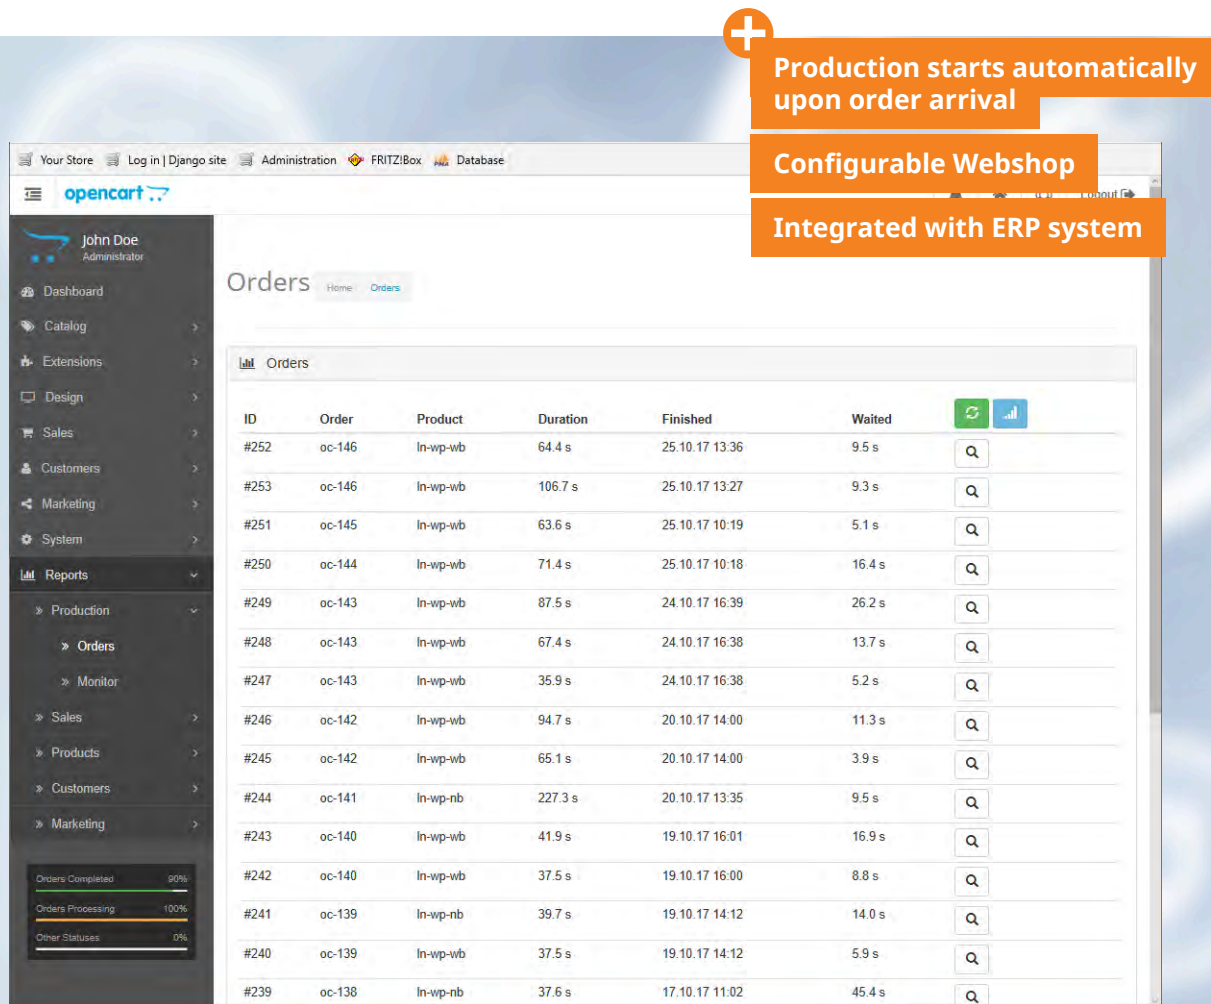 Production starts automatically
upon order arrival
Configurable Webshop
Integrated with ERP system
Your Store Log in | Django site Administration FRITZ!Box Database
opencart Logout
John Doe
Administrator
Dashboard
Catalog
Extensions
Design
Sales
Customers
Marketing
System
Reports
Production
Orders
Monitor
Sales
Products
Customers
Marketing
Orders Completed 90%
Orders Processing 100%
Other Statuses 0%
Orders Home Orders
Orders
ID Order Product Duration Finished Waited
#252 oc-146 ln-wp-wb 64.4 s 25.10.17 13:36 9.5 s
#253 oc-146 ln-wp-wb 106.7 s 25.10.17 13:27 9.3 s
#251 oc-145 ln-wp-wb 63.6 s 25.10.17 10:19 5.1 s
#250 oc-144 ln-wp-wb 71.4 s 25.10.17 10:18 16.4 s
#249 oc-143 ln-wp-wb 87.5 s 24.10.17 16:39 26.2 s
#248 oc-143 ln-wp-wb 67.4 s 24.10.17 16:38 13.7 s
#247 oc-143 ln-wp-wb 35.9 s 24.10.17 16:38 5.2 s
#246 oc-142 ln-wp-wb 94.7 s 20.10.17 14:00 11.3 s
#245 oc-142 ln-wp-wb 65.1 s 20.10.17 14:00 3.9 s
#244 oc-141 ln-wp-nb 227.3 s 20.10.17 13:35 9.5 s
#243 oc-140 ln-wp-wb 41.9 s 19.10.17 16:01 16.9 s
#242 oc-140 ln-wp-wb 37.5 s 19.10.17 16:00 8.8 s
#241 oc-139 ln-wp-nb 39.7 s 19.10.17 14:12 14.0 s
#240 oc-139 ln-wp-wb 37.5 s 19.10.17 14:12 5.9 s
#239 oc-138 ln-wp-nb 37.6 s 17.10.17 11:02 45.4 s